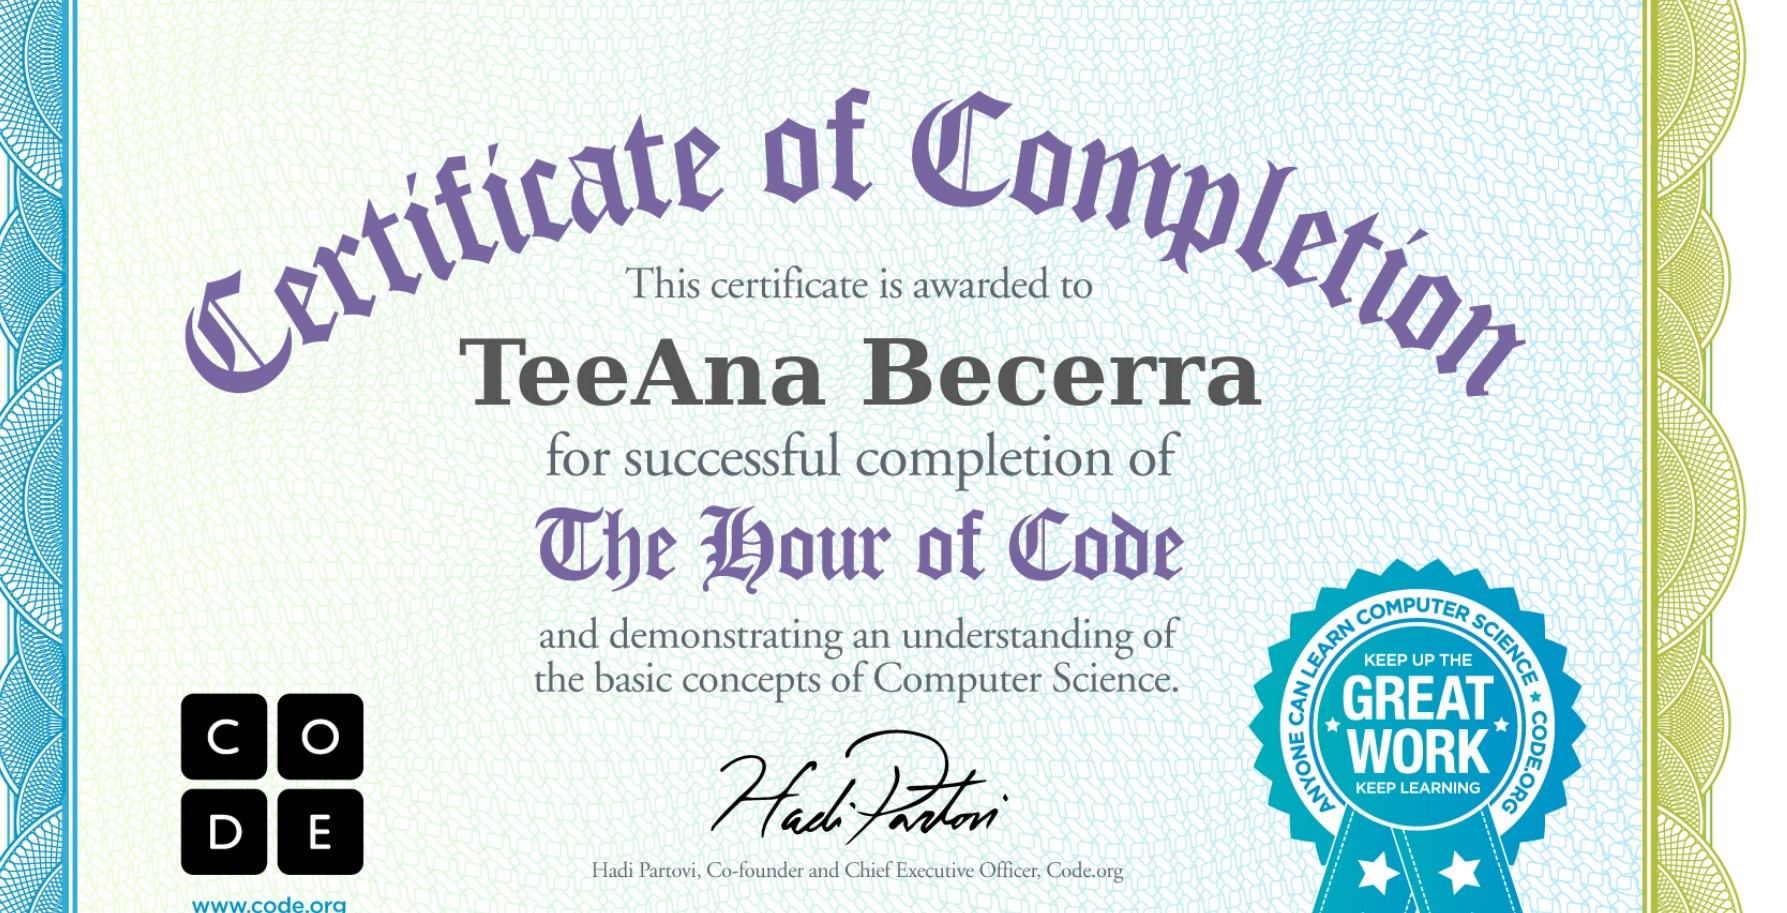 Certificate of Completion
This certificate is awarded to
TeeAna Becerra
for successful completion of
The Hour of Code
and demonstrating an understanding of
the basic concepts of Computer Science.
C O
D E
www.code.org
Hadi Partovi
Hadi Partovi, Co-founder and Chief Executive Officer, Code.org
ANYONE CAN LEARN COMPUTER SCIENCE ★ CODE.ORG
KEEP UP THE
GREAT
WORK
KEEP LEARNING